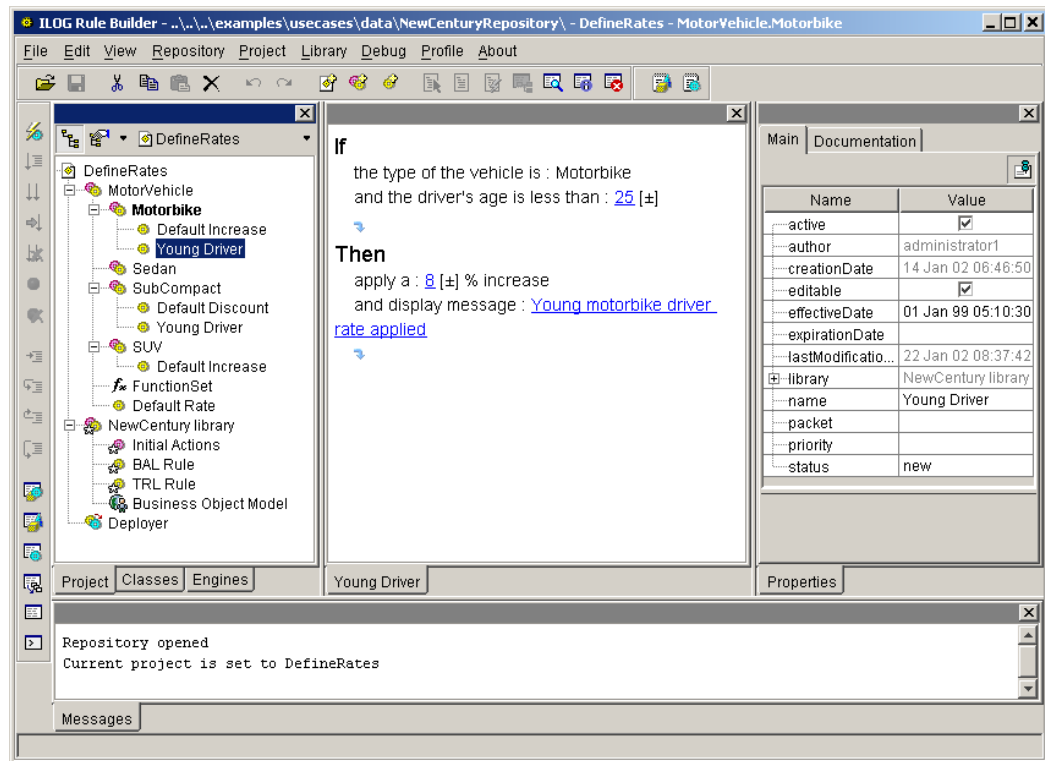 ILOG Rule Builder - ..\..\..\examples\usecases\data\NewCenturyRepository\ - DefineRates - MotorVehicle.Motorbike
File Edit View Repository Project Library Debug Profile About
DefineRates
DefineRates
MotorVehicle
Motorbike
Default Increase
Young Driver
Sedan
SubCompact
Default Discount
Young Driver
SUV
Default Increase
FunctionSet
Default Rate
NewCentury library
Initial Actions
BAL Rule
TRL Rule
Business Object Model
Deployer
Project Classes Engines
If
the type of the vehicle is : Motorbike
and the driver's age is less than : 25 [±]
Then
apply a : 8 [±] % increase
and display message : Young motorbike driver
rate applied
Young Driver
Main Documentation
Name Value
active
author administrator1
creationDate 14 Jan 02 06:46:50
editable
effectiveDate 01 Jan 99 05:10:30
expirationDate
lastModificatio... 22 Jan 02 08:37:42
library NewCentury library
name Young Driver
packet
priority
status new
Properties
Repository opened
Current project is set to DefineRates
Messages